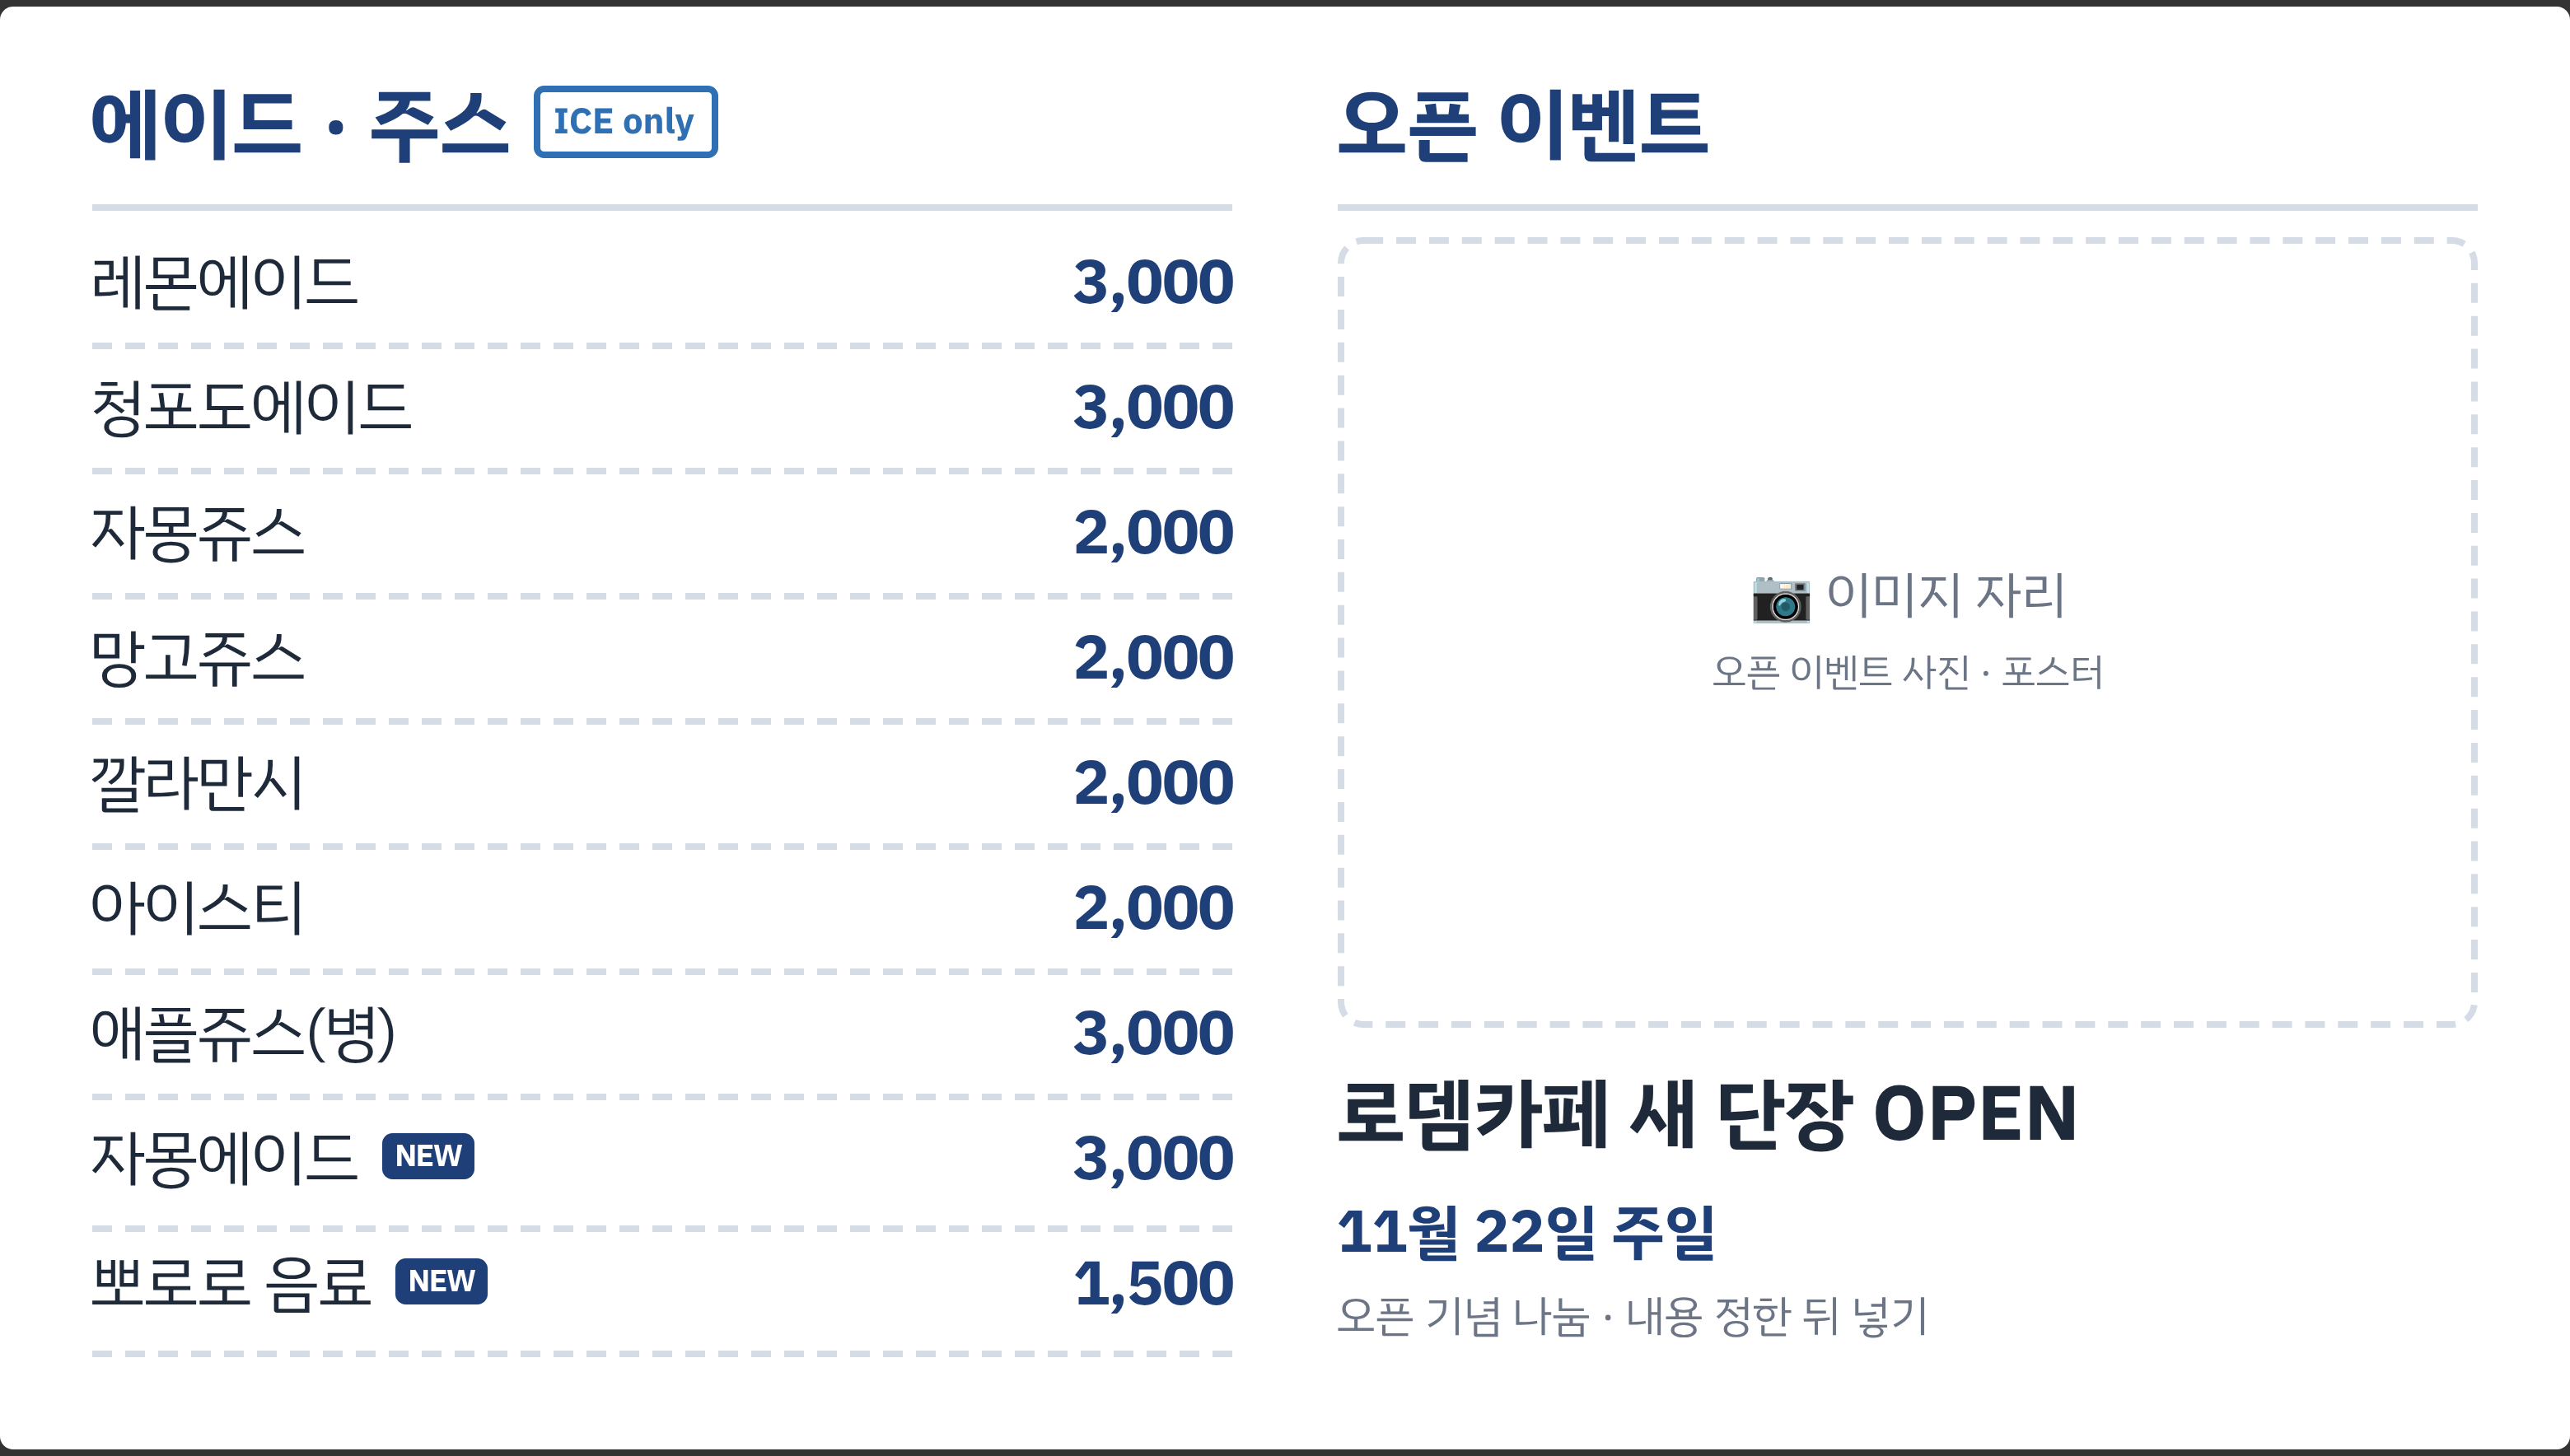 에이드 · 주스 ICE only
레몬에이드 3,000
청포도에이드 3,000
자몽쥬스 2,000
망고쥬스 2,000
깔라만시 2,000
아이스티 2,000
애플쥬스(병) 3,000
자몽에이드 NEW 3,000
뽀로로 음료 NEW 1,500
오픈 이벤트
📷 이미지 자리
오픈 이벤트 사진 · 포스터
로뎀카페 새 단장 OPEN
11월 22일 주일
오픈 기념 나눔 · 내용 정한 뒤 넣기